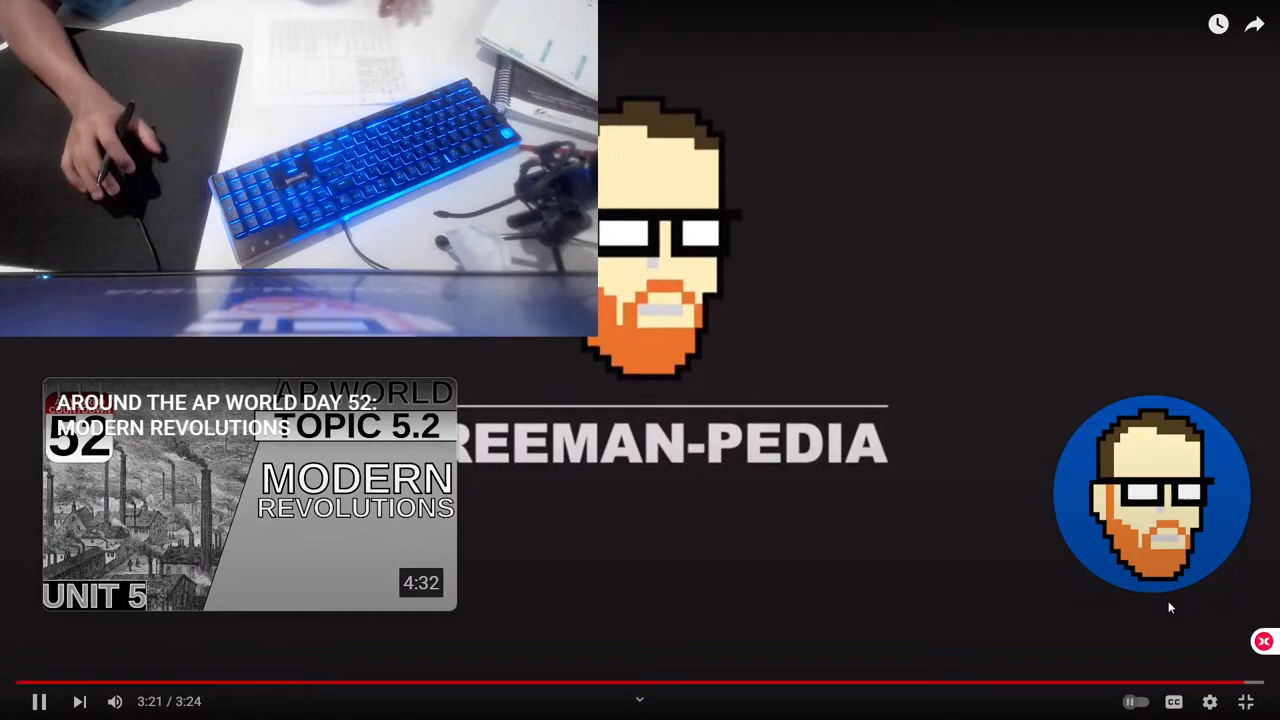 AROUND THE AP WORLD DAY 52:
MODERN REVOLUTIONS
52
AP WORLD
TOPIC 5.2
MODERN
REVOLUTIONS
UNIT 5
4:32
REEMAN-PEDIA
3:21 / 3:24
CC